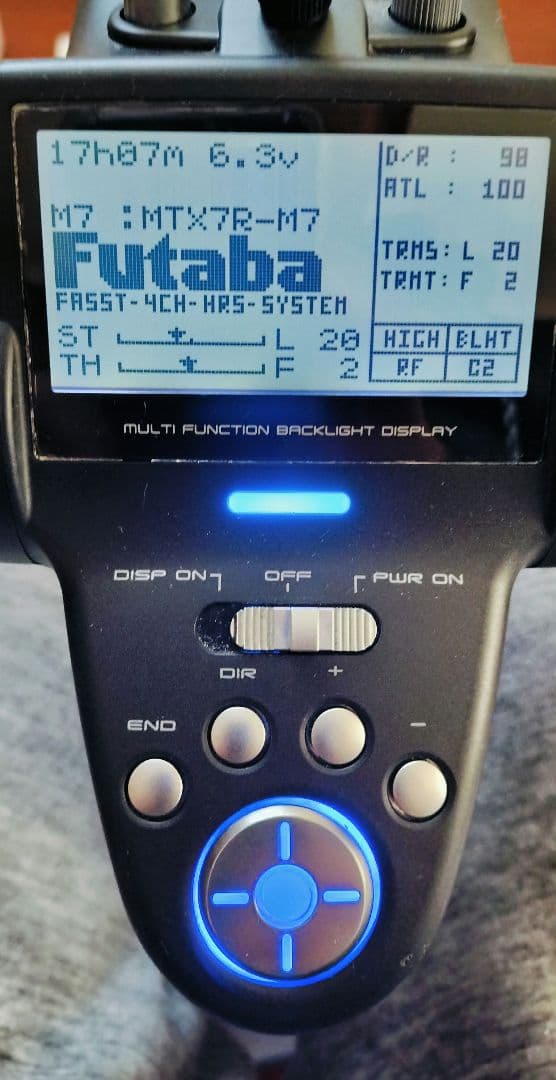 17h07m 6.3v
M7 :MTX7R-M7
Futaba
FASST-4CH-HRS-SYSTEM
ST L 20
TH F 2
D/R : 98
ATL : 100
TRMS: L 20
TRMT: F 2
HIGH BLHT
RF C2
MULTI FUNCTION BACKLIGHT DISPLAY
DISP ON OFF PWR ON
DIR +
END -